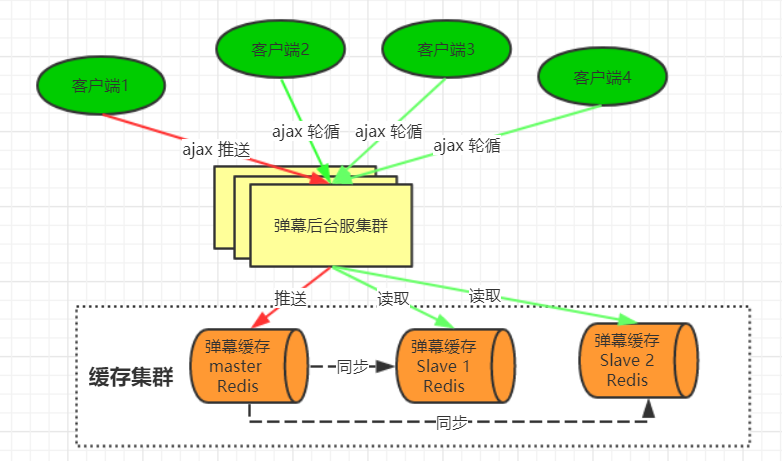 客户端1
客户端2
客户端3
客户端4
ajax 推送
ajax 轮循
ajax 轮循
ajax 轮循
弹幕后台服集群
推送
读取
读取
缓存集群
弹幕缓存
master
Redis
同步
弹幕缓存
Slave 1
Redis
弹幕缓存
Slave 2
Redis
同步